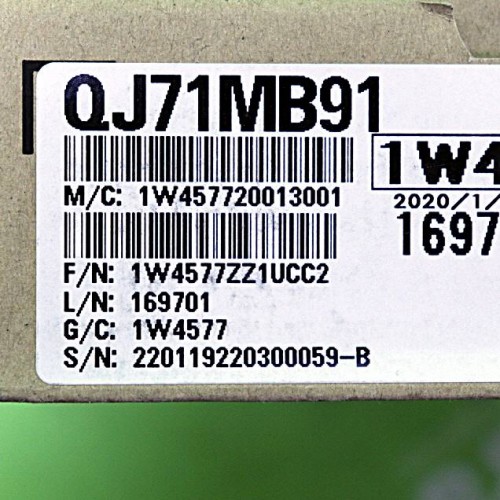 QJ71MB91
1W4
M/C: 1W457720013001
2020/1/
1697
F/N: 1W4577ZZ1UCC2
L/N: 169701
G/C: 1W4577
S/N: 220119220300059-B